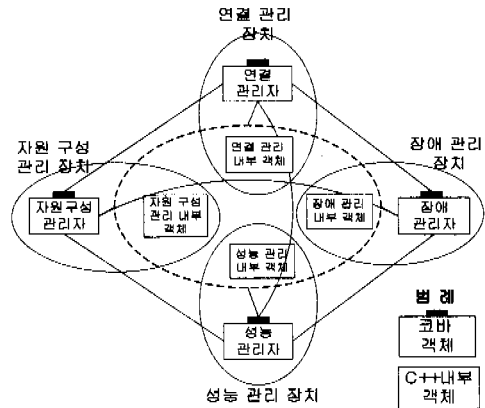 연결 관리
장치
연결
관리자
연결 관리
내부 객체
자원 구성
관리 장치
자원구성
관리자
자원 구성
관리 내부
객체
장애 관리
장치
장애 관리
내부 객체
장애
관리자
성능 관리
내부 객체
성능
관리자
성능 관리 장치
범 례
코바
객체
C++내부
객체